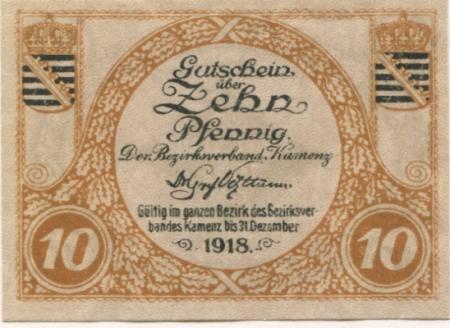 Gutschein
über
Zehn
Pfennig.
Der Bezirksverband Kamenz
Gültig im ganzen Bezirk des Bezirksver-
bandes Kamenz bis 31. Dezember
1918.
10 10